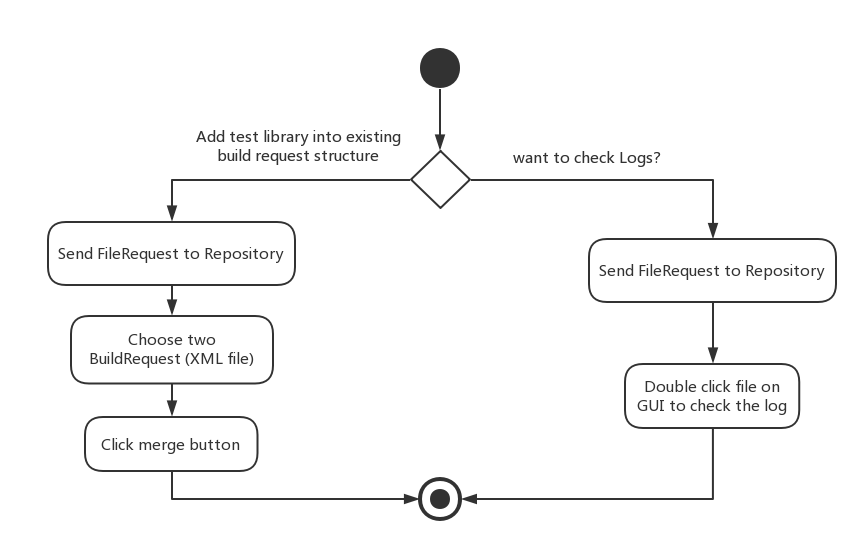 Add test library into existing
build request structure
want to check Logs?
Send FileRequest to Repository
Choose two
BuildRequest (XML file)
Click merge button
Send FileRequest to Repository
Double click file on
GUI to check the log